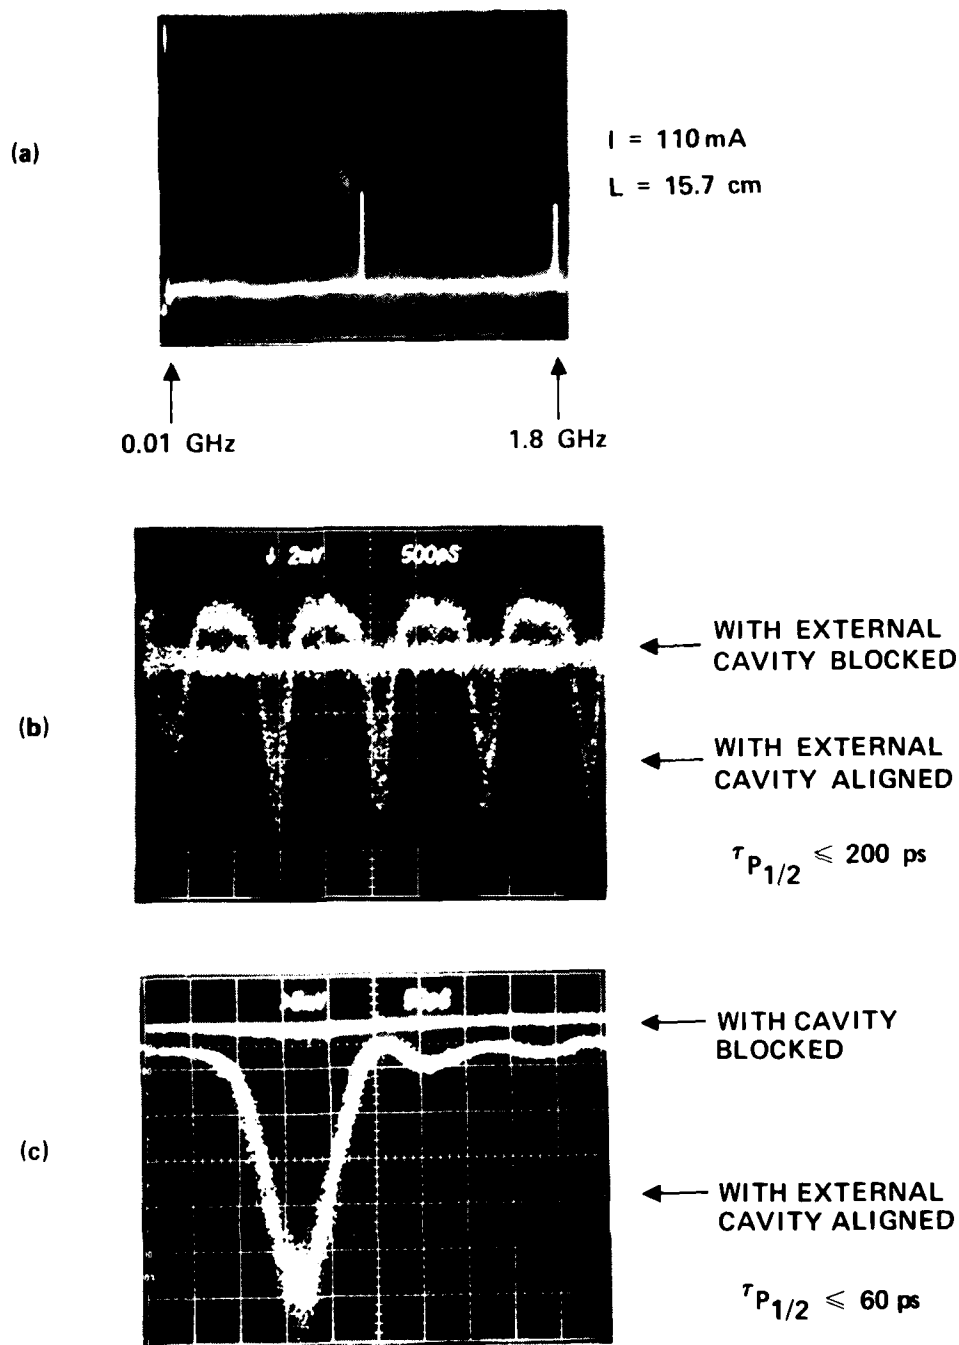 (a)
I = 110 mA
L = 15.7 cm
0.01 GHz
1.8 GHz
2mV 500pS
WITH EXTERNAL
CAVITY BLOCKED
(b)
WITH EXTERNAL
CAVITY ALIGNED
τP1/2 ⩽ 200 ps
WITH CAVITY
BLOCKED
(c)
WITH EXTERNAL
CAVITY ALIGNED
τP1/2 ⩽ 60 ps